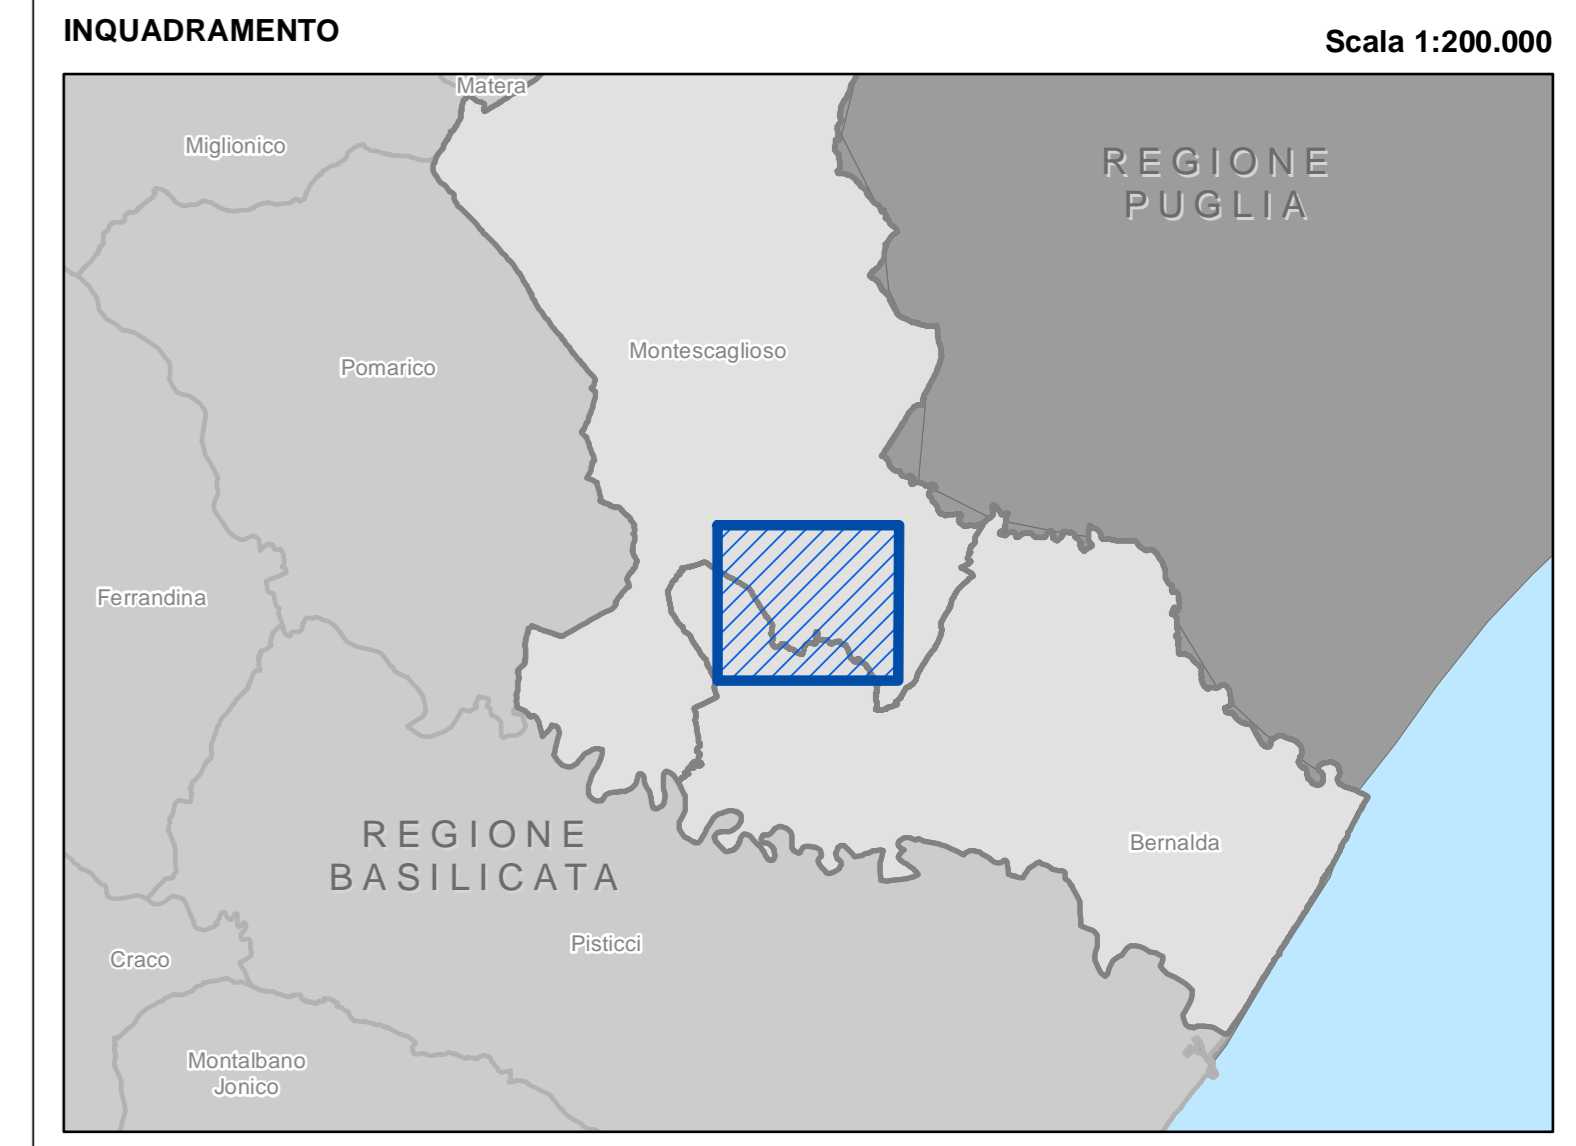 INQUADRAMENTO
Scala 1:200.000
Matera
Miglionico
REGIONE
PUGLIA
Montescaglioso
Pomarico
Ferrandina
REGIONE
BASILICATA
Bernalda
Pisticci
Craco
Montalbano
Jonico